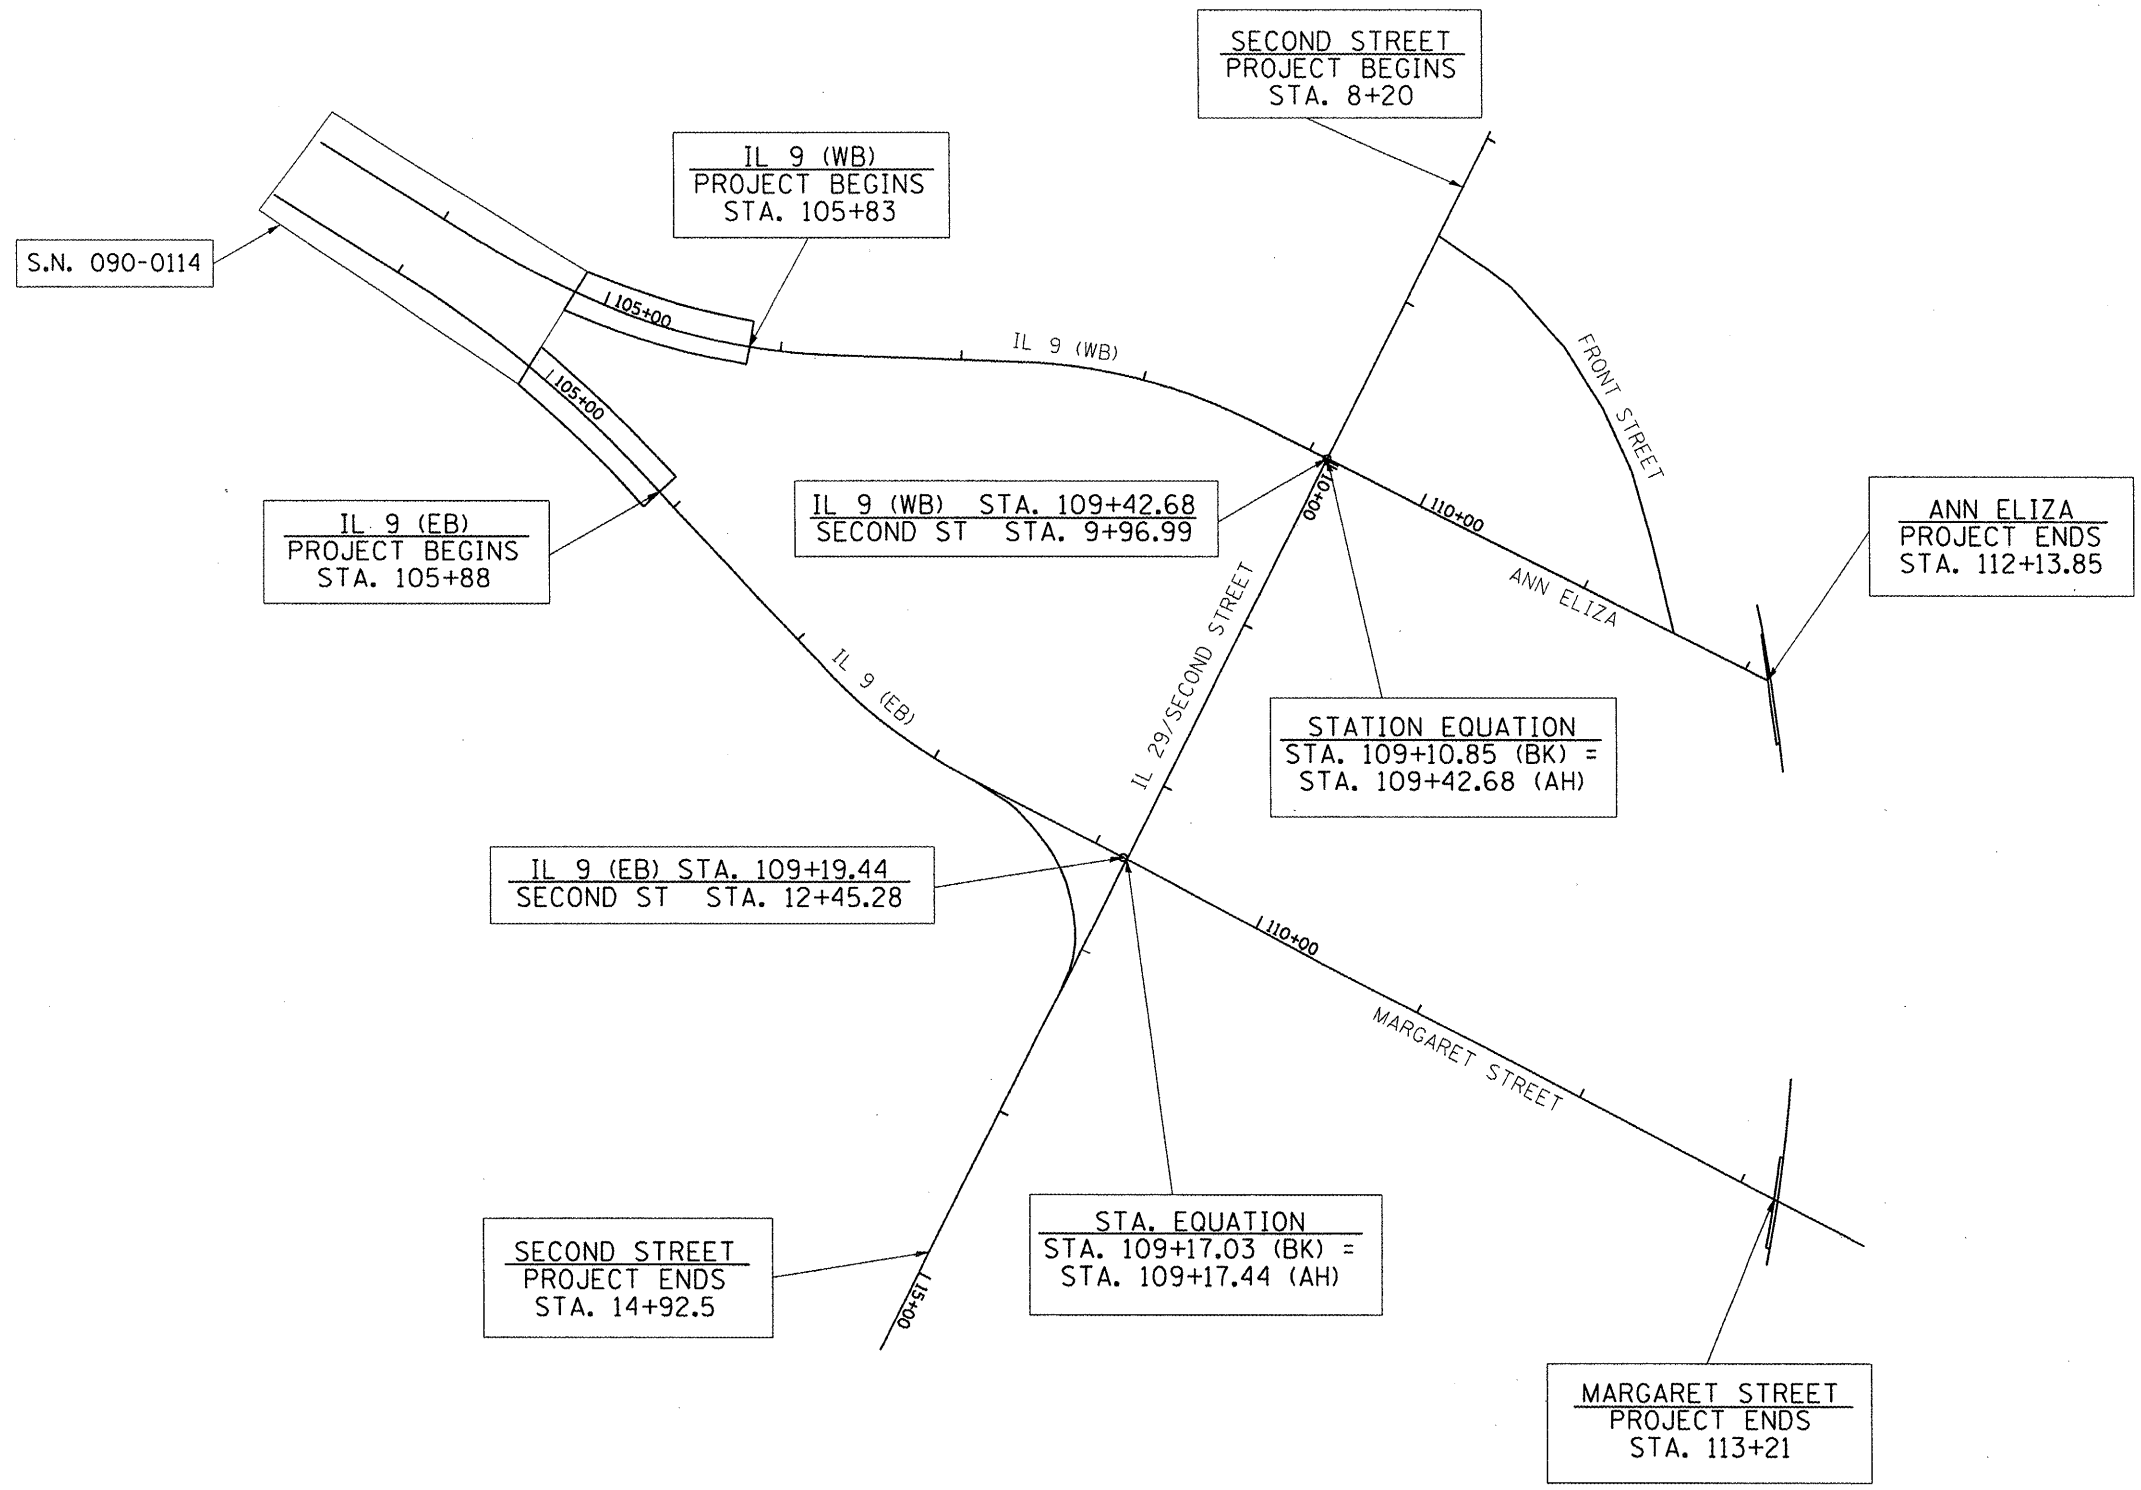 SECOND STREET
PROJECT BEGINS
STA. 8+20
IL 9 (WB)
PROJECT BEGINS
STA. 105+83
S.N. 090-0114
105+00
IL 9 (WB)
FRONT STREET
105+00
IL 9 (EB)
PROJECT BEGINS
STA. 105+88
IL 9 (WB) STA. 109+42.68
SECOND ST STA. 9+96.99
10+00
110+00
ANN ELIZA
PROJECT ENDS
STA. 112+13.85
ANN ELIZA
IL 9 (EB)
IL 29/SECOND STREET
STATION EQUATION
STA. 109+10.85 (BK) =
STA. 109+42.68 (AH)
IL 9 (EB) STA. 109+19.44
SECOND ST STA. 12+45.28
110+00
MARGARET STREET
STA. EQUATION
STA. 109+17.03 (BK) =
STA. 109+17.44 (AH)
SECOND STREET
PROJECT ENDS
STA. 14+92.5
15+00
MARGARET STREET
PROJECT ENDS
STA. 113+21